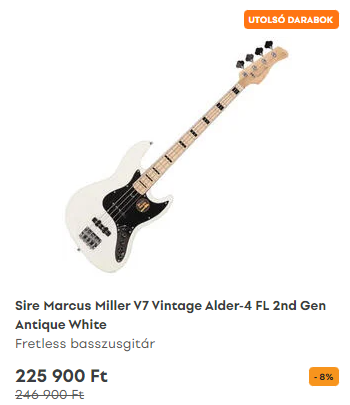 UTOLSÓ DARABOK
Sire Marcus Miller V7 Vintage Alder-4 FL 2nd Gen
Antique White
Fretless basszusgitár
225 900 Ft
- 8%
246 900 Ft